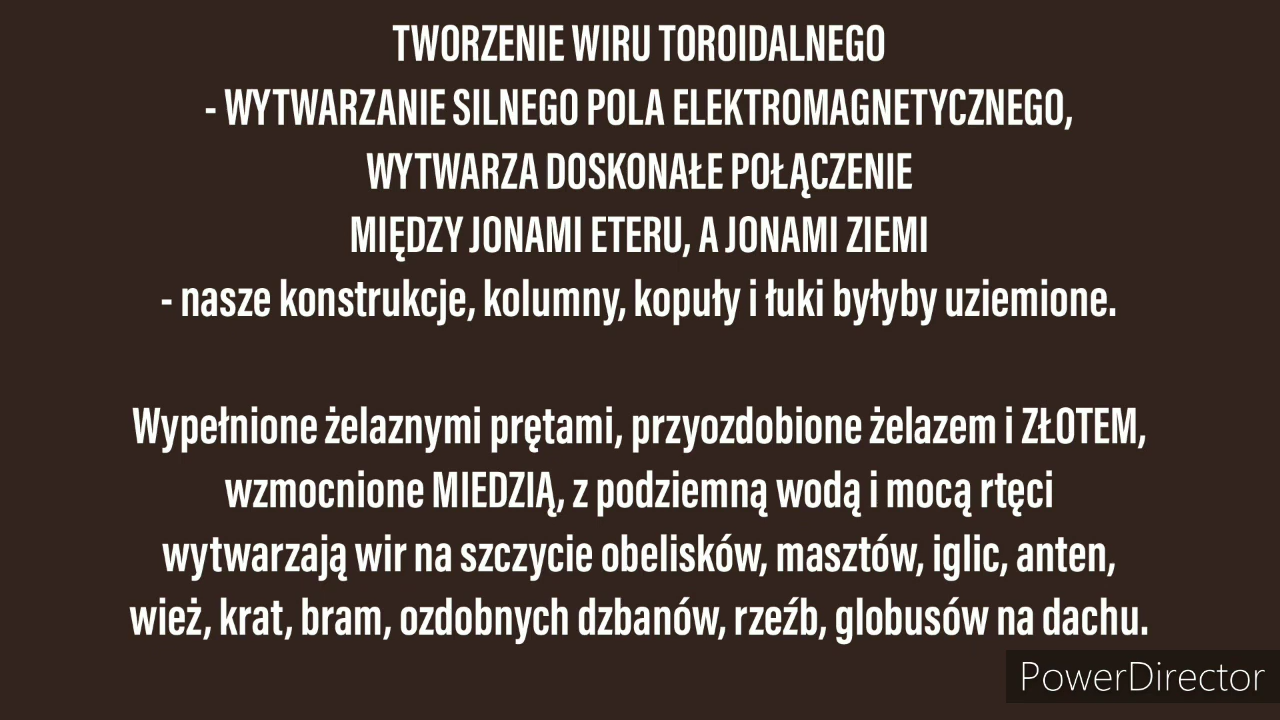 TWORZENIE WIRU TOROIDALNEGO
- WYTWARZANIE SILNEGO POLA ELEKTROMAGNETYCZNEGO,
WYTWARZA DOSKONAŁE POŁĄCZENIE
MIĘDZY JONAMI ETERU, A JONAMI ZIEMI
- nasze konstrukcje, kolumny, kopuły i łuki byłyby uziemione.
Wypełnione żelaznymi prętami, przyozdobione żelazem i ZŁOTEM,
wzmocnione MIEDZIĄ, z podziemną wodą i mocą rtęci
wytwarzają wir na szczycie obelisków, masztów, iglic, anten,
wież, krat, bram, ozdobnych dzbanów, rzeźb, globusów na dachu.
PowerDirector